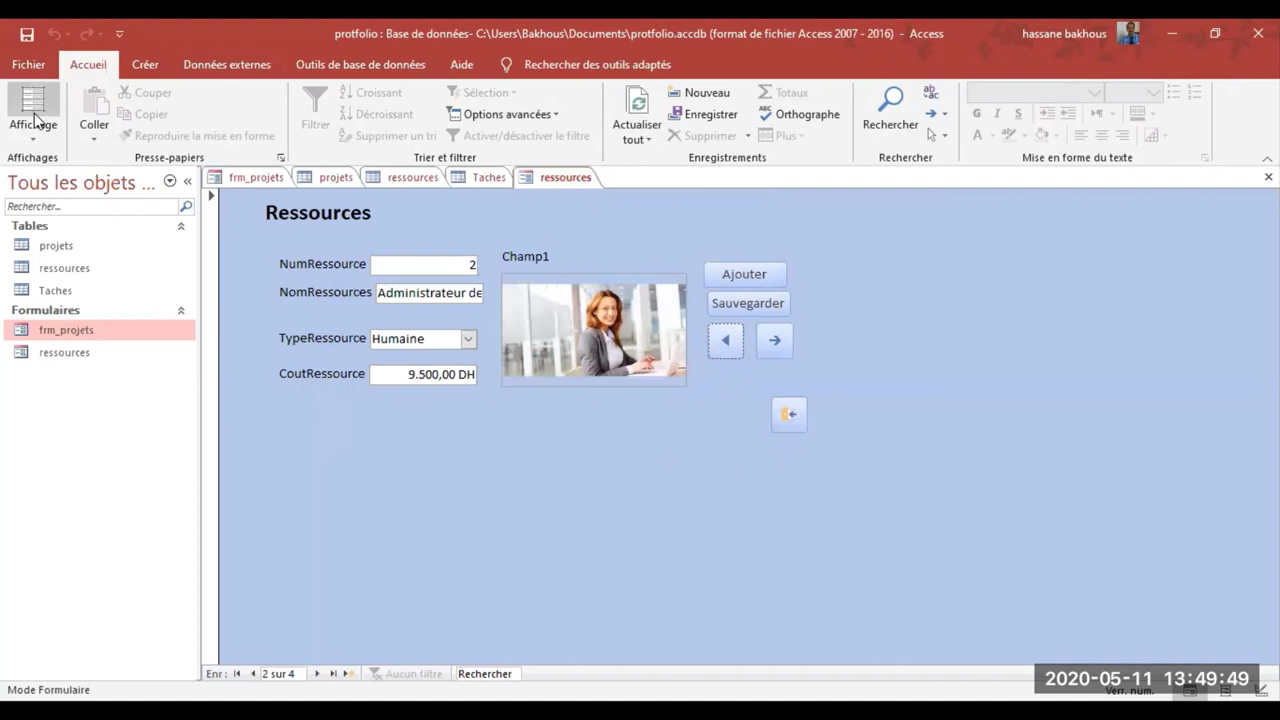 protfolio : Base de données- C:\Users\Bakhous\Documents\protfolio.accdb (format de fichier Access 2007 - 2016) - Access
hassane bakhous
Fichier Accueil Créer Données externes Outils de base de données Aide Rechercher des outils adaptés
Affichage
Affichages
Coller
Couper
Copier
Reproduire la mise en forme
Presse-papiers
Filtrer
Croissant
Décroissant
Supprimer un
Sélection
Options avancées
Activer/désactiver le filtre
Trier et filtrer
Actualiser
tout
Nouveau
Enregistrer
Supprimer
Totaux
Orthographe
Plus
Enregistrements
Rechercher
Rechercher
G I S
A
Mise en forme du texte
Tous les objets ...
Rechercher...
Tables
projets
ressources
Taches
Formulaires
frm_projets
ressources
frm_projets projets ressources Taches ressources
Ressources
NumRessource 2
NomRessources Administrateur de
TypeRessource Humaine
CoutRessource 9.500,00 DH
Champ1
Ajouter
Sauvegarder
Enr : 2 sur 4 Aucun filtre Rechercher
Mode Formulaire
Verr. num.
2020-05-11 13:49:49